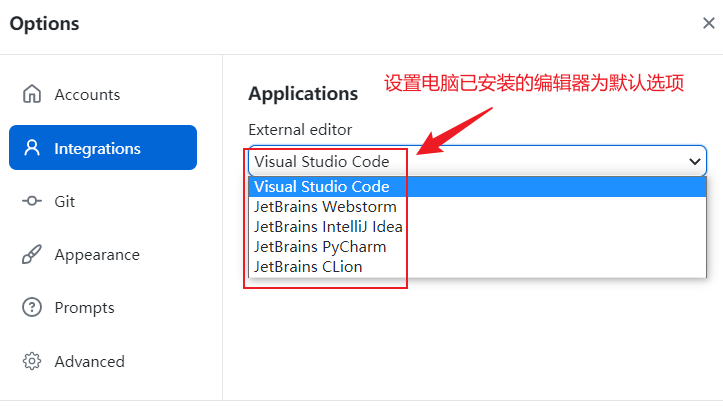 Options
Accounts
Integrations
Git
Appearance
Prompts
Advanced
Applications
设置电脑已安装的编辑器为默认选项
External editor
Visual Studio Code
Visual Studio Code
JetBrains Webstorm
JetBrains IntelliJ Idea
JetBrains PyCharm
JetBrains CLion